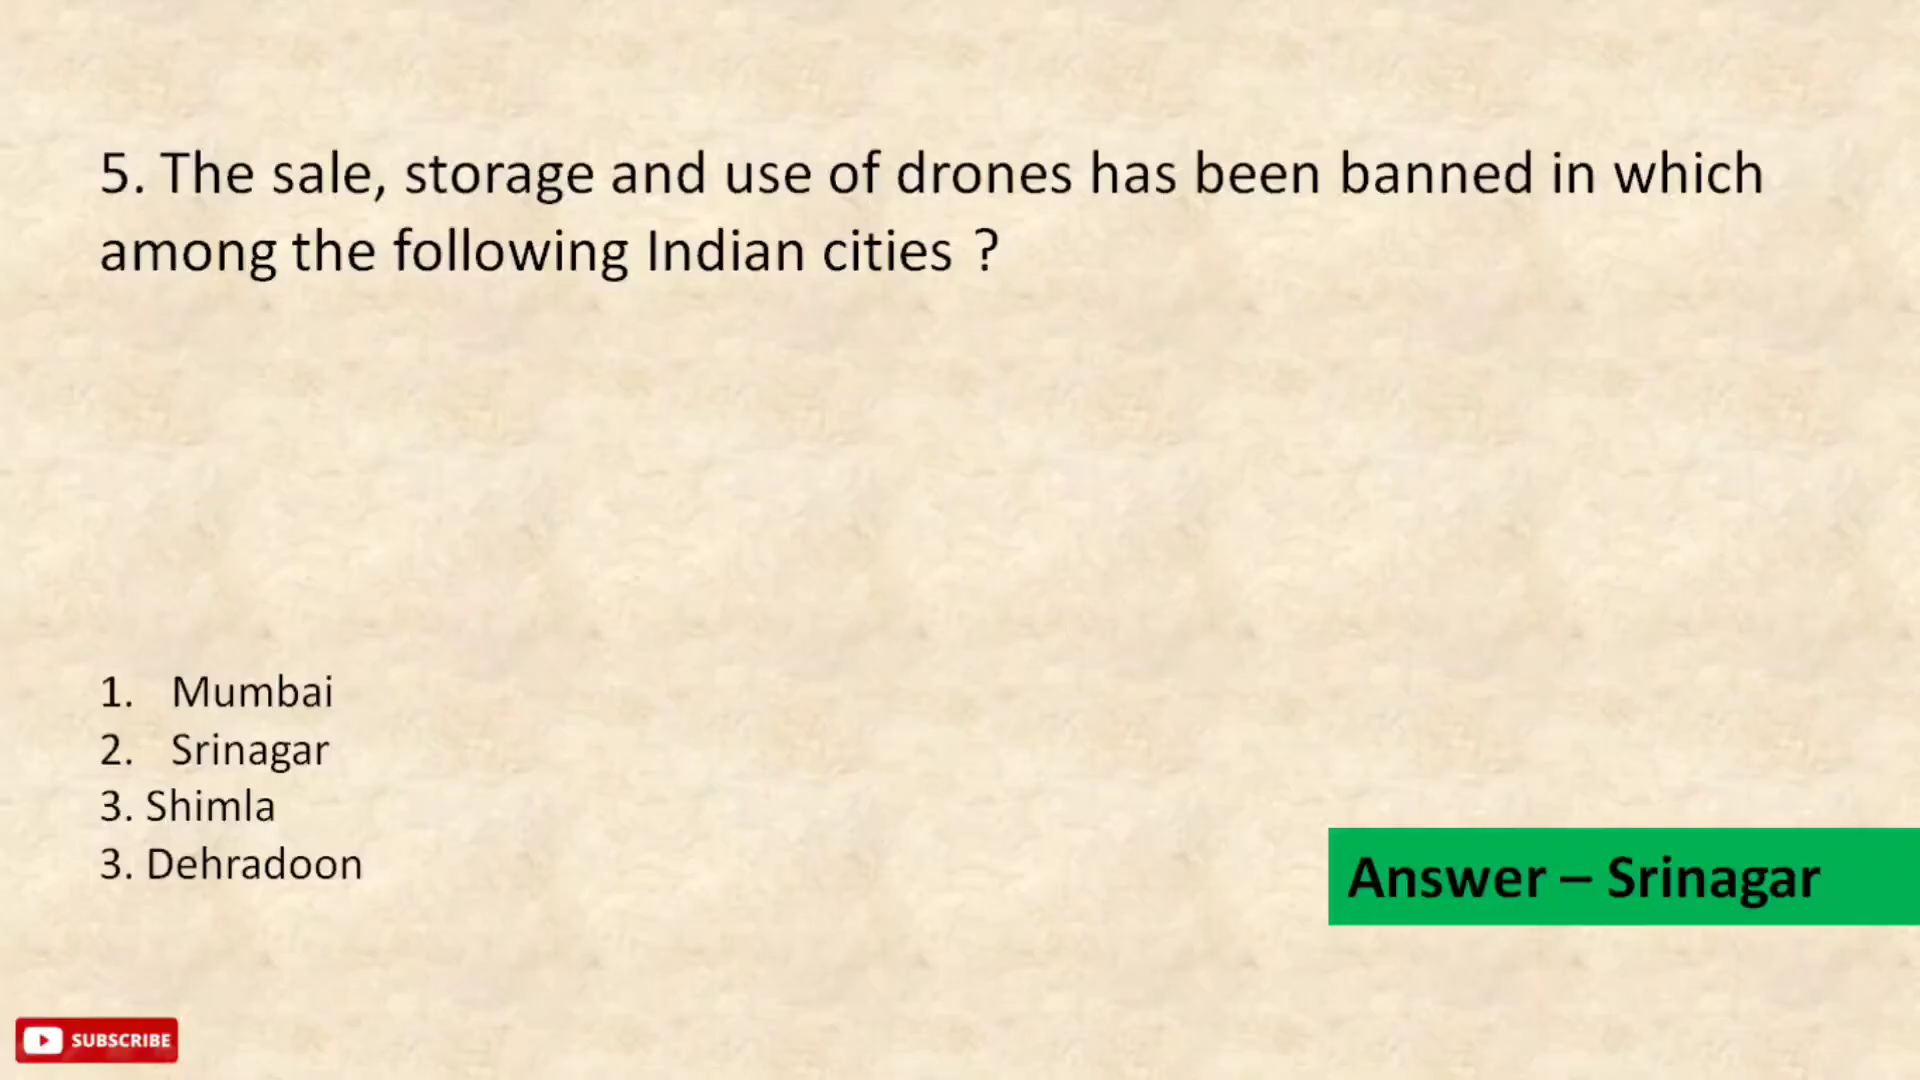 5. The sale, storage and use of drones has been banned in which
among the following Indian cities ?
1. Mumbai
2. Srinagar
3. Shimla
3. Dehradoon
Answer – Srinagar
SUBSCRIBE